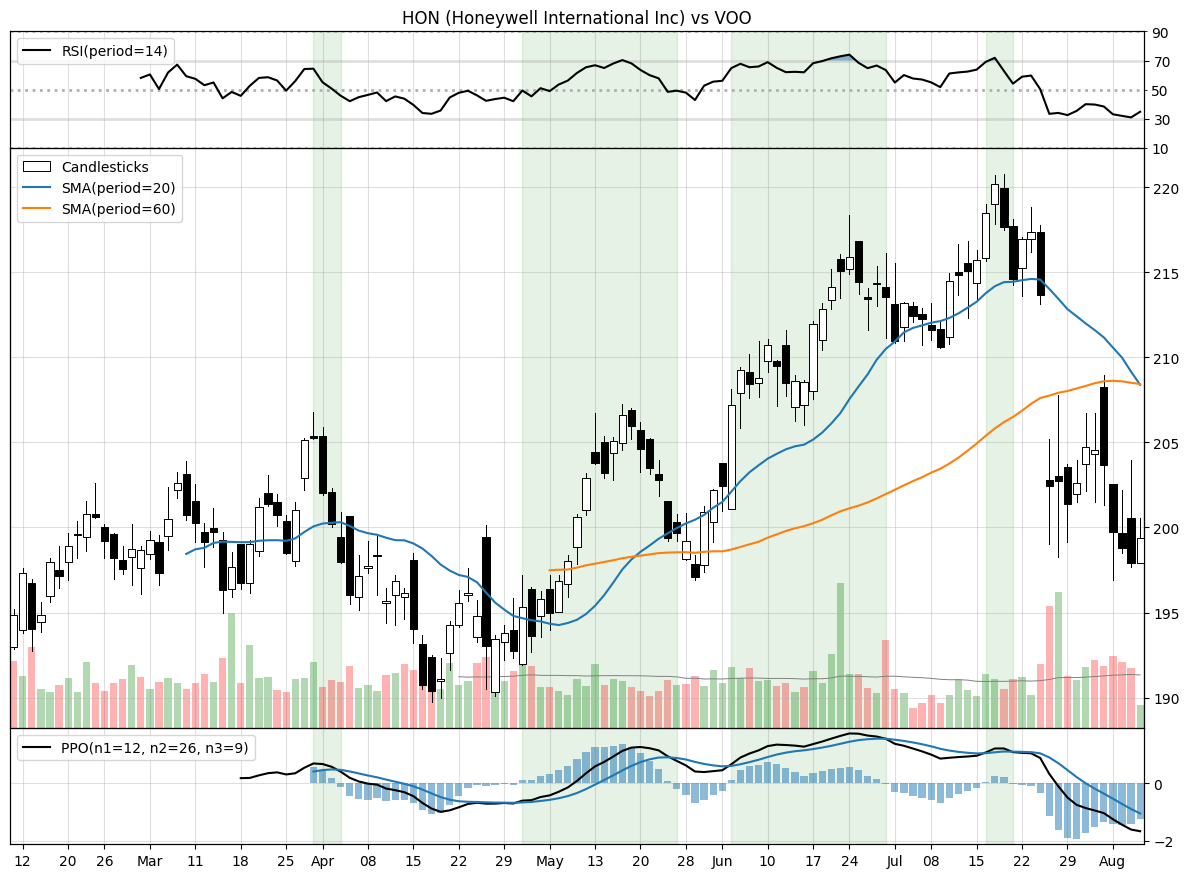 HON (Honeywell International Inc) vs VOO
RSI(period=14)
90
70
50
30
10
Candlesticks
SMA(period=20)
SMA(period=60)
220
215
210
205
200
195
190
PPO(n1=12, n2=26, n3=9)
0
−2
12 20 26 Mar 11 18 25 Apr 08 15 22 29 May 13 20 28 Jun 10 17 24 Jul 08 15 22 29 Aug